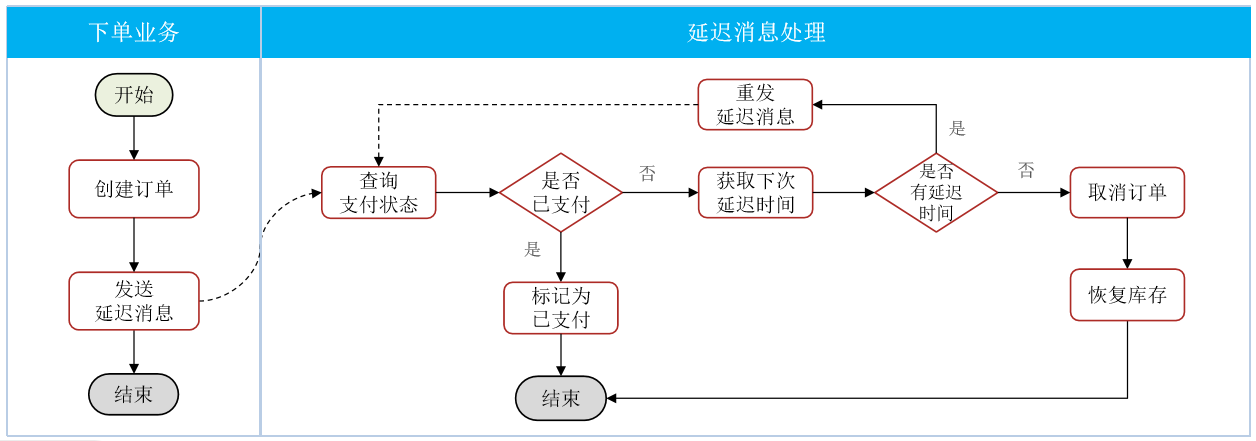 下单业务
延迟消息处理
开始
创建订单
发送
延迟消息
结束
重发
延迟消息
是
查询
支付状态
是否
已支付
否
获取下次
延迟时间
是否
有延迟
时间
否
取消订单
是
标记为
已支付
恢复库存
结束